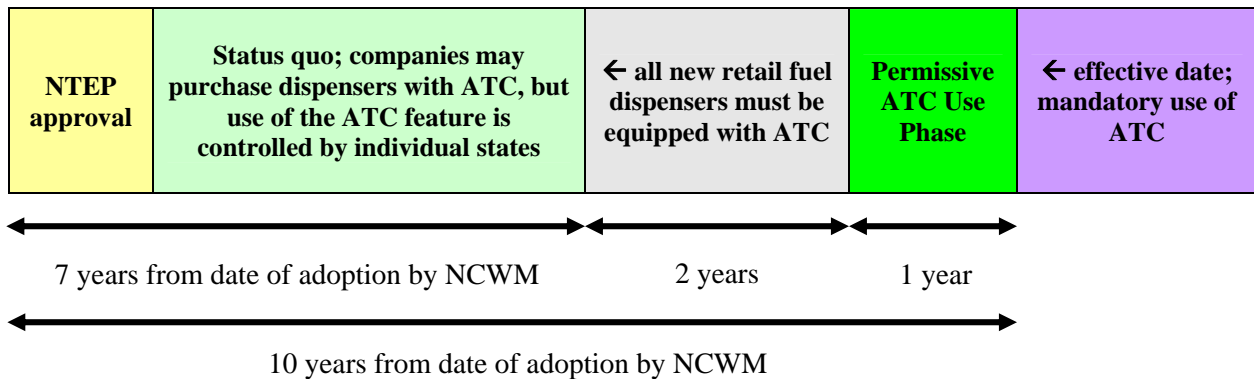 NTEP
approval
Status quo; companies may
purchase dispensers with ATC, but
use of the ATC feature is
controlled by individual states
← all new retail fuel
dispensers must be
equipped with ATC
Permissive
ATC Use
Phase
← effective date;
mandatory use of
ATC
7 years from date of adoption by NCWM
2 years
1 year
10 years from date of adoption by NCWM